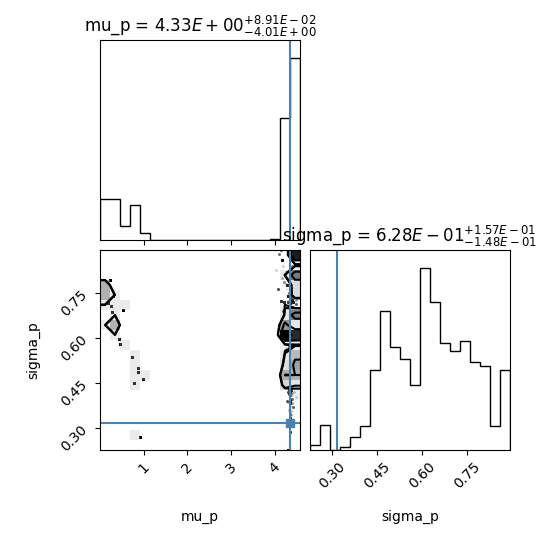 mu_p = 4.33E + 00+8.91E − 02
−4.01E + 00
sigma_p = 6.28E − 01+1.57E − 01
−1.48E − 01
0.75
0.60
0.45
0.30
sigma_p
1 2 3 4
mu_p
0.30 0.45 0.60 0.75
sigma_p